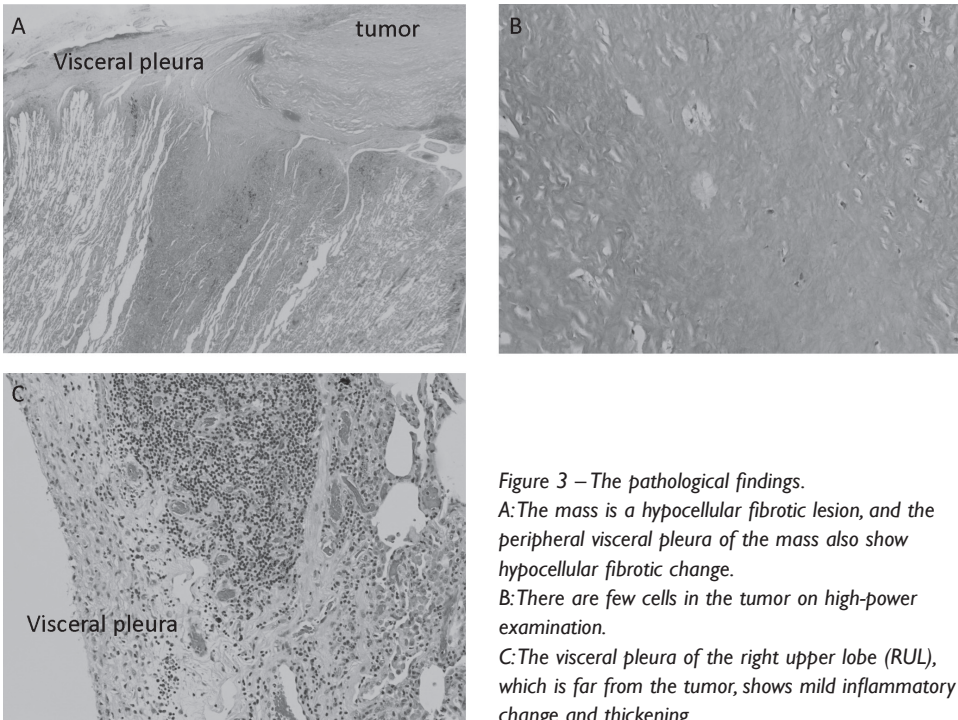 A
tumor
Visceral pleura
B
C
Visceral pleura
Figure 3 – The pathological findings.
A: The mass is a hypocellular fibrotic lesion, and the
peripheral visceral pleura of the mass also show
hypocellular fibrotic change.
B: There are few cells in the tumor on high-power
examination.
C: The visceral pleura of the right upper lobe (RUL),
which is far from the tumor, shows mild inflammatory
change and thickening